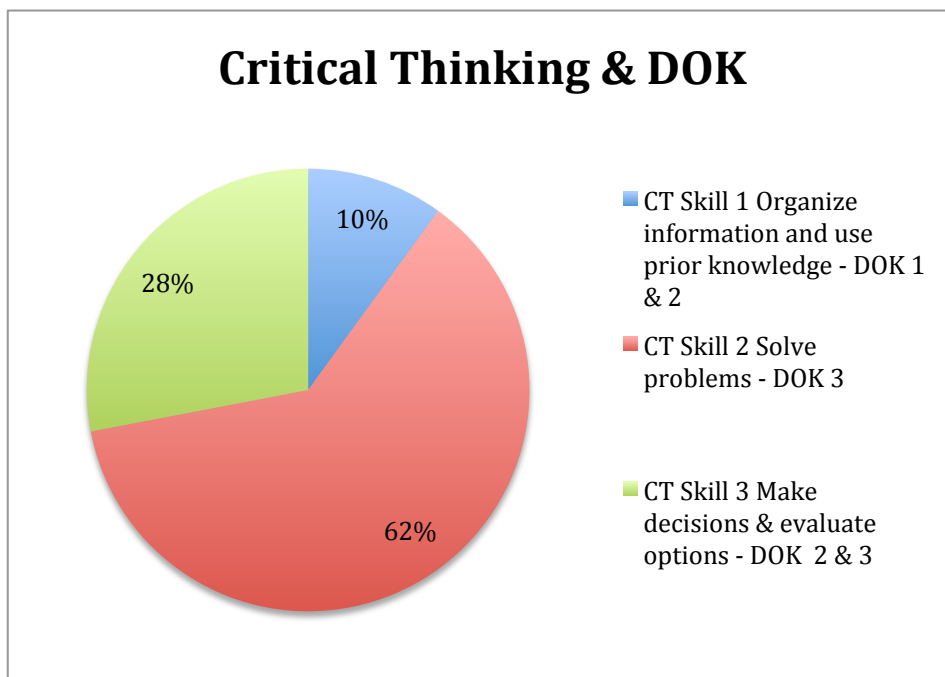 Critical Thinking & DOK
10%
28%
62%
CT Skill 1 Organize
information and use
prior knowledge - DOK 1
& 2
CT Skill 2 Solve
problems - DOK 3
CT Skill 3 Make
decisions & evaluate
options - DOK  2 & 3